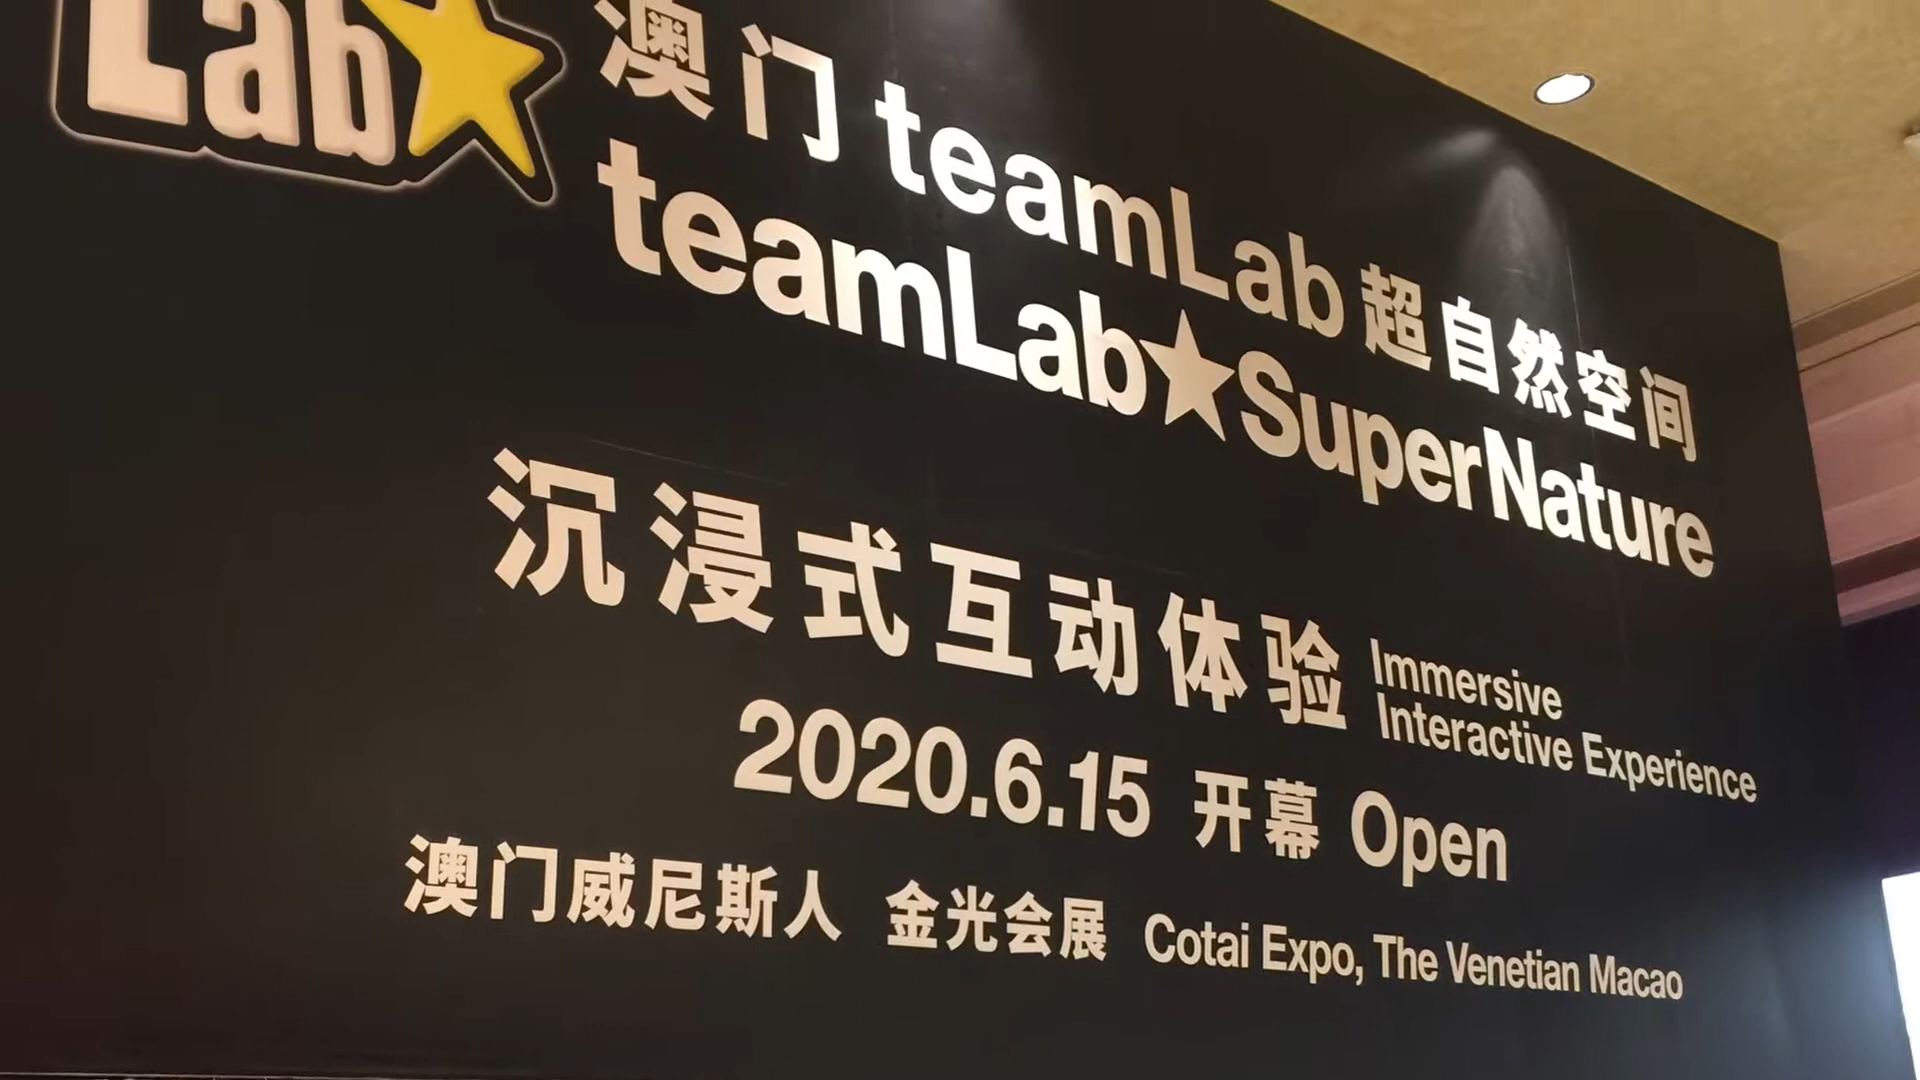 Lab★
澳门 teamLab 超自然空间
teamLab★SuperNature
沉浸式互动体验 Immersive
Interactive Experience
2020.6.15 开幕 Open
澳门威尼斯人 金光会展 Cotai Expo, The Venetian Macao